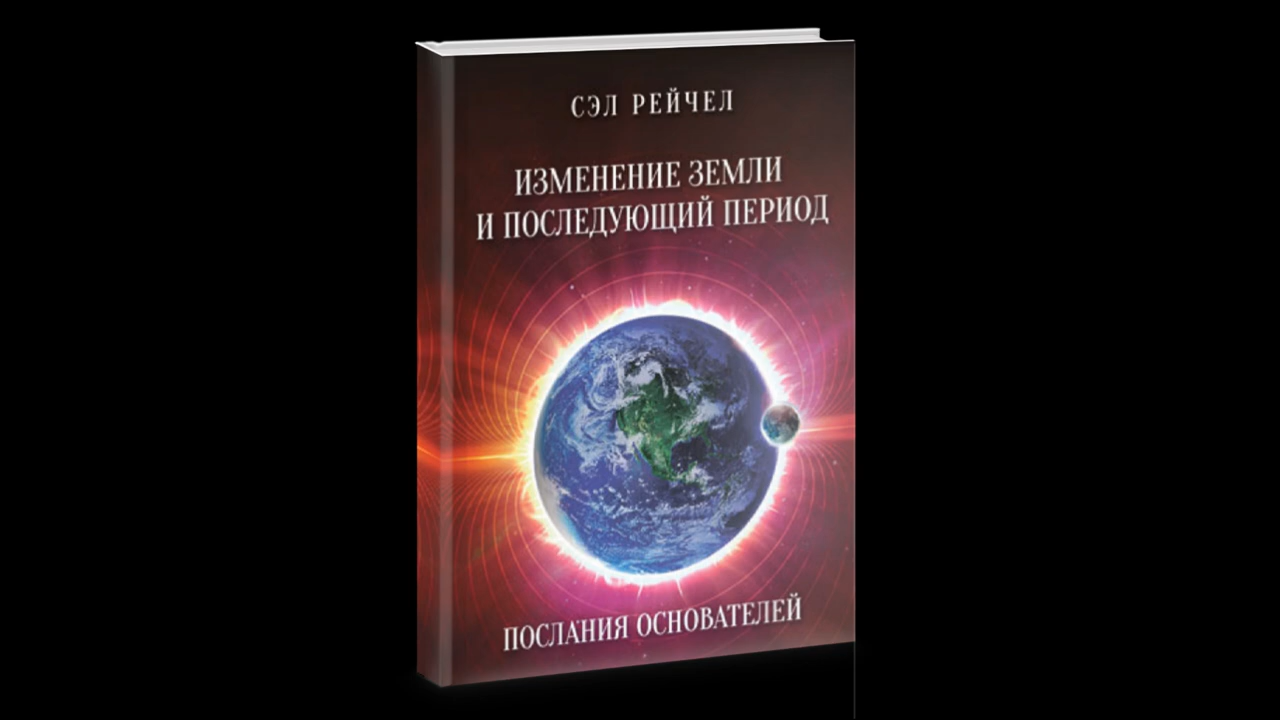 СЭЛ РЕЙЧЕЛ
ИЗМЕНЕНИЕ ЗЕМЛИ
И ПОСЛЕДУЮЩИЙ ПЕРИОД
ПОСЛАНИЯ ОСНОВАТЕЛЕЙ